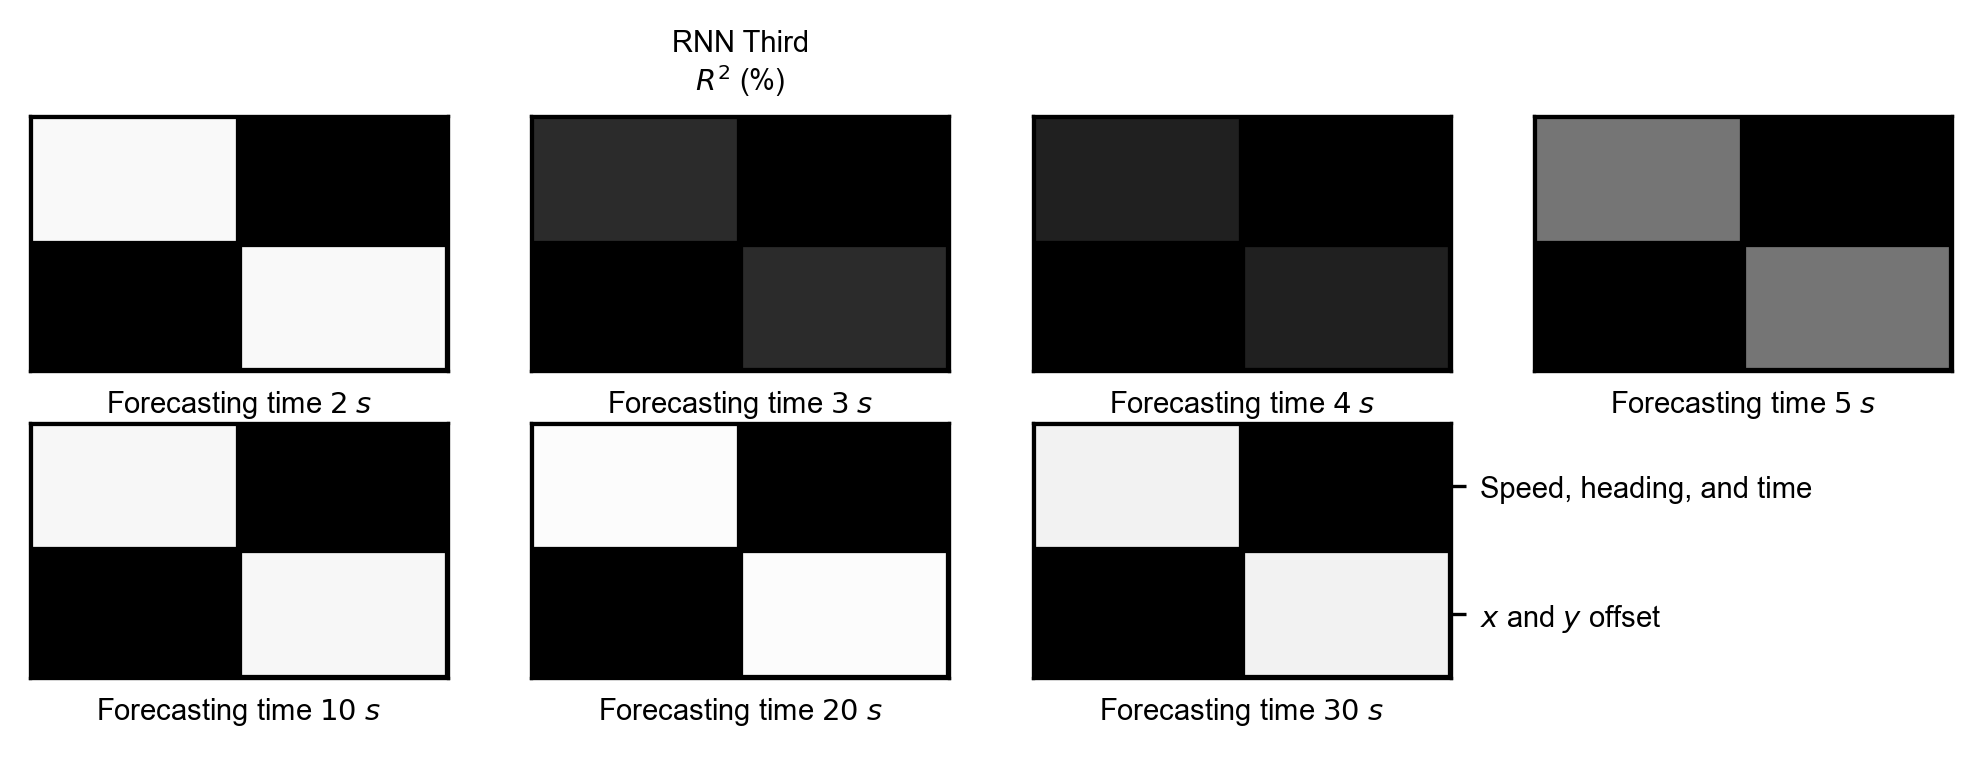 RNN Third
R² (%)
Forecasting time 2 s
Forecasting time 3 s
Forecasting time 4 s
Forecasting time 5 s
Speed, heading, and time
x and y offset
Forecasting time 10 s
Forecasting time 20 s
Forecasting time 30 s